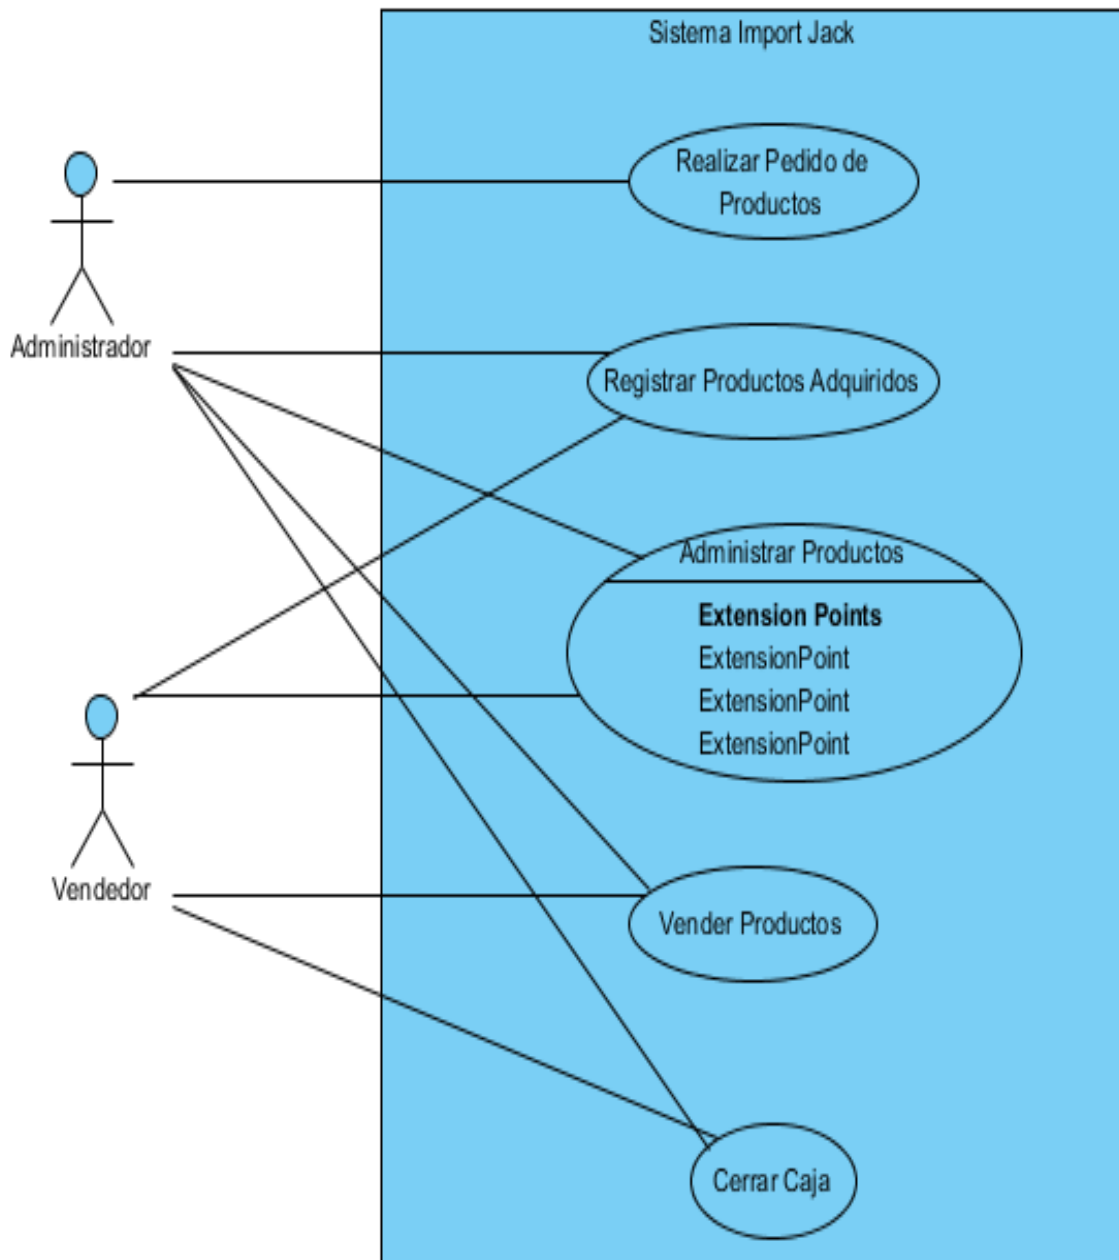 Sistema Import Jack
Realizar Pedido de
Productos
Administrador
Registrar Productos Adquiridos
Administrar Productos
Extension Points
ExtensionPoint
ExtensionPoint
ExtensionPoint
Vendedor
Vender Productos
Cerrar Caja